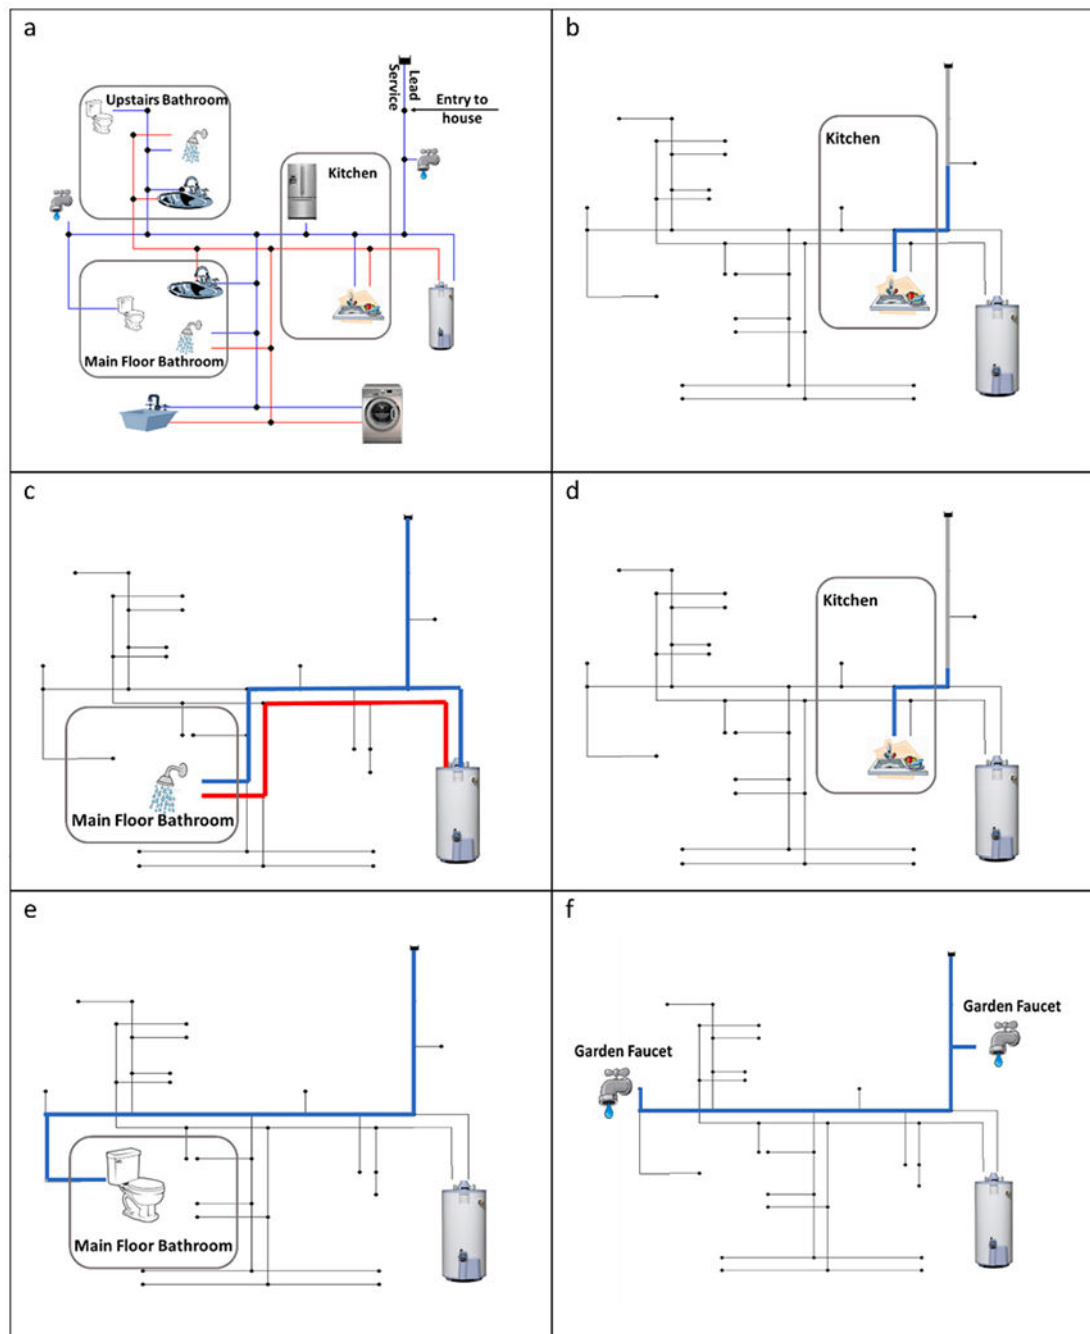 a
Upstairs Bathroom
Lead
Service
Entry to
house
Kitchen
Main Floor Bathroom
b
Kitchen
c
Main Floor Bathroom
d
Kitchen
e
Main Floor Bathroom
f
Garden Faucet
Garden Faucet